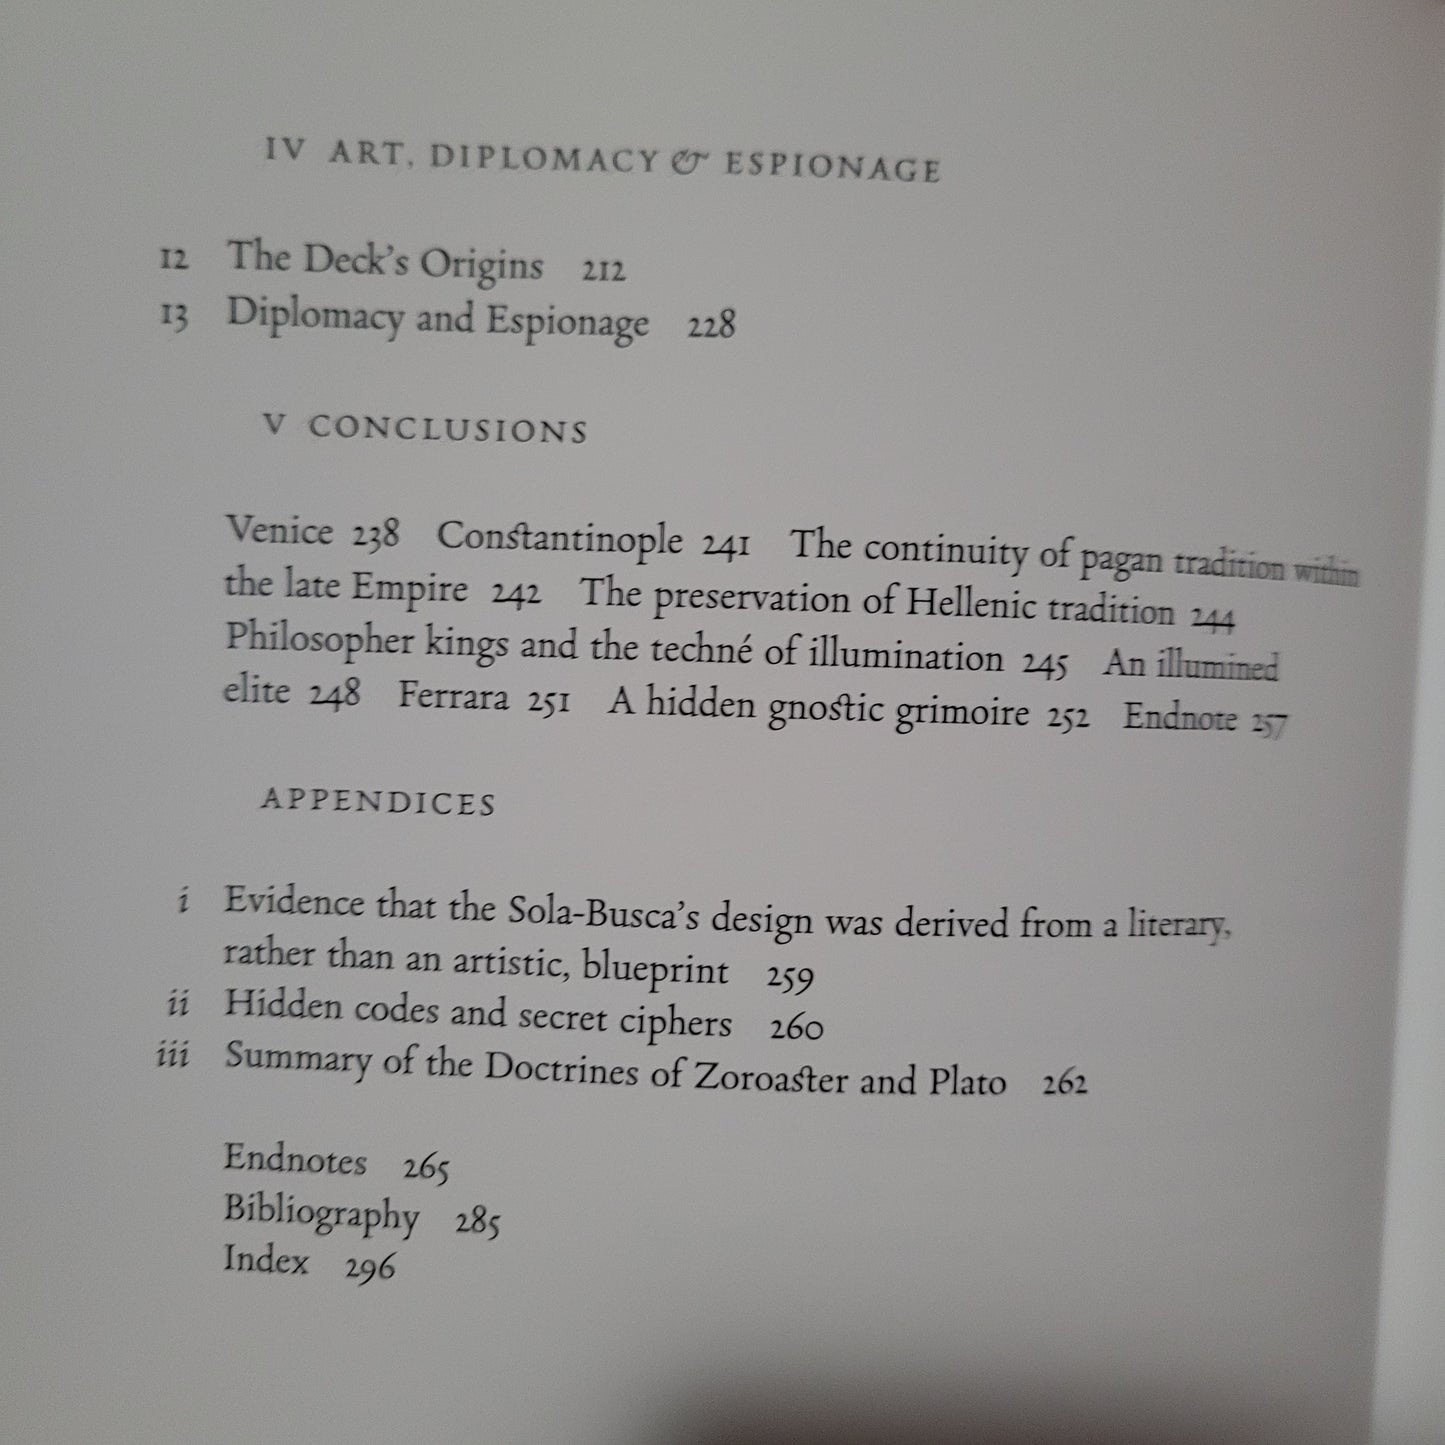 IV ART, DIPLOMACY & ESPIONAGE
12 The Deck's Origins 212
13 Diplomacy and Espionage 228
V CONCLUSIONS
Venice 238 Constantinople 241 The continuity of pagan tradition within
the late Empire 242 The preservation of Hellenic tradition 244
Philosopher kings and the techné of illumination 245 An illumined
elite 248 Ferrara 251 A hidden gnostic grimoire 252 Endnote 257
APPENDICES
i Evidence that the Sola-Busca's design was derived from a literary,
rather than an artistic, blueprint 259
ii Hidden codes and secret ciphers 260
iii Summary of the Doctrines of Zoroaster and Plato 262
Endnotes 265
Bibliography 285
Index 296